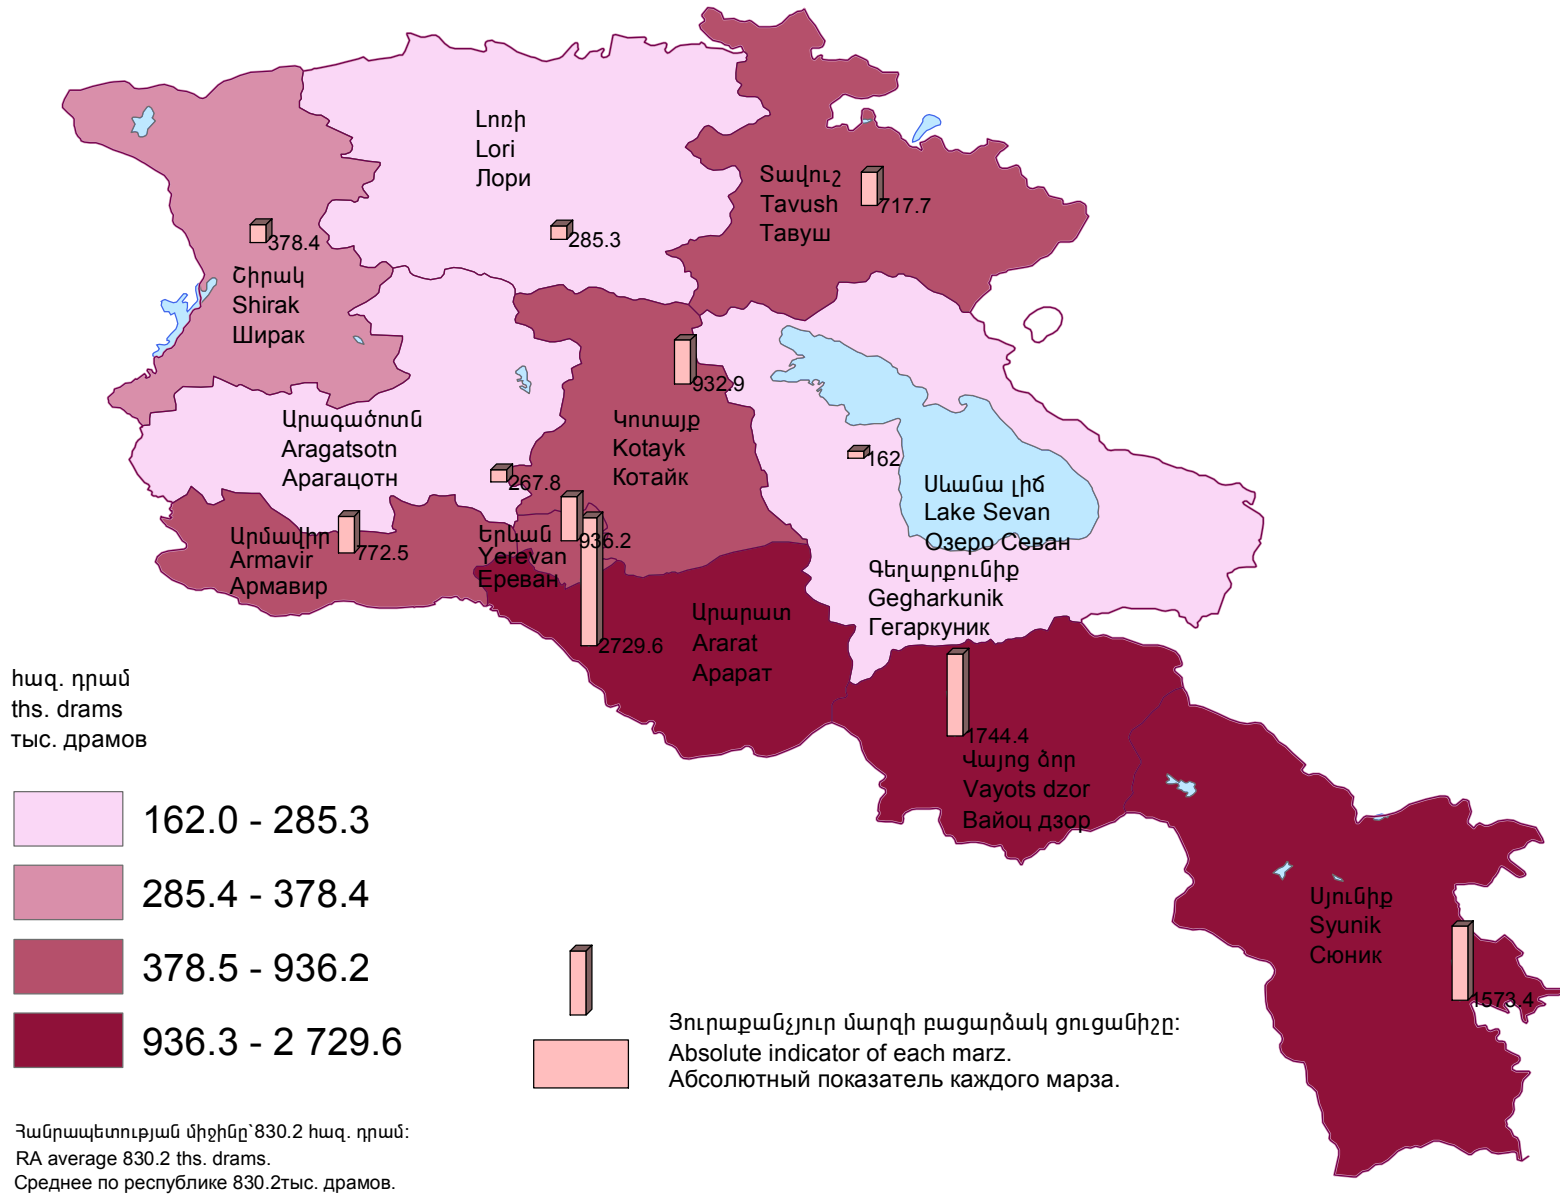 Լոռի
Lori
Лори
Տավուշ
Tavush
Тавуш
717.7
378.4
285.3
Շիրակ
Shirak
Ширак
932.9
Արագածոտն
Aragatsotn
Арагацотн
Կոտայք
Kotayk
Котайк
267.8
162
Սևանա լիճ
Lake Sevan
Озеро Севан
Արմավիր
Armavir
Армавир
772.5
Երևան
Yerevan
Ереван
936.2
Գեղարքունիք
Gegharkunik
Гегаркуник
Արարատ
Ararat
Арарат
2729.6
1744.4
Վայոց ձոր
Vayots dzor
Вайоц дзор
Սյունիք
Syunik
Сюник
1573.4
հազ. դրամ
ths. drams
тыс. драмов
162.0 - 285.3
285.4 - 378.4
378.5 - 936.2
936.3 - 2 729.6
Յուրաքանչյուր մարզի բացարձակ ցուցանիշը:
Absolute indicator of each marz.
Абсолютный показатель каждого марза.
Հանրապետության միջինը`830.2 հազ. դրամ:
RA average 830.2 ths. drams.
Среднее по республике 830.2тыс. драмов.